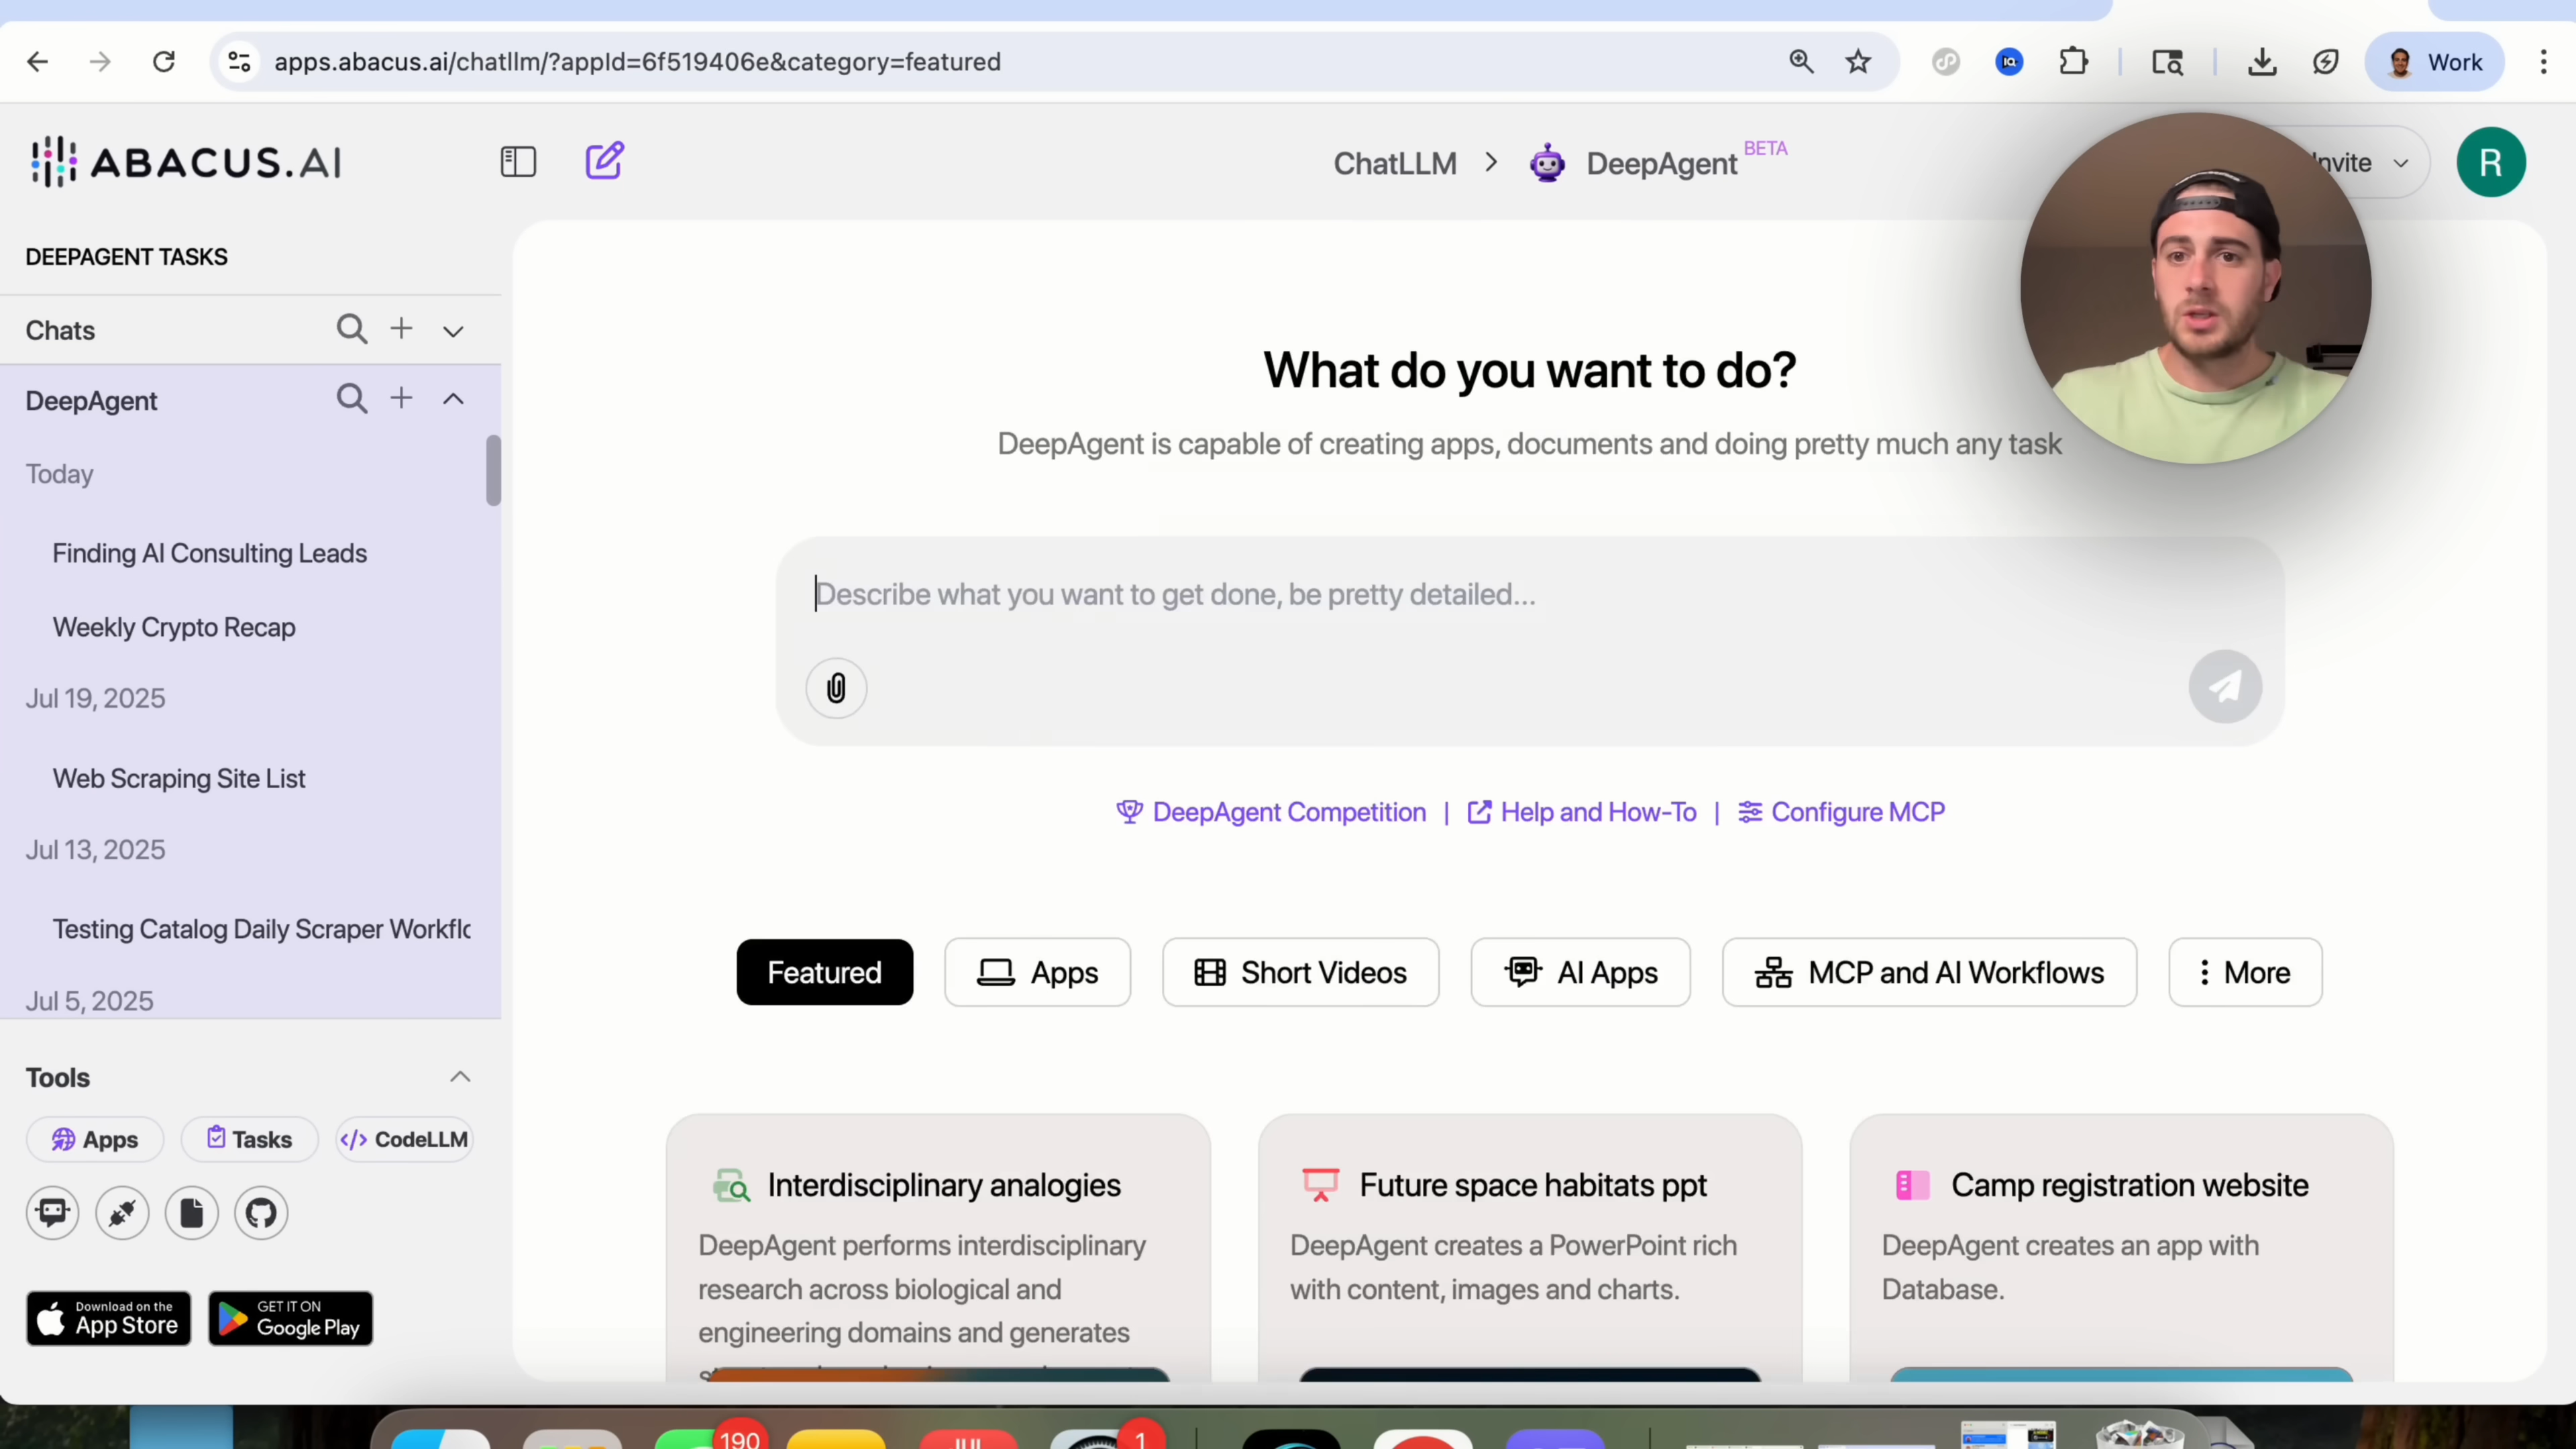 apps.abacus.ai/chatllm/?appId=6f519406e&category=featured
Work
ABACUS.AI
ChatLLM > DeepAgent BETA
Invite
R
DEEPAGENT TASKS
Chats
DeepAgent
Today
Finding AI Consulting Leads
Weekly Crypto Recap
Jul 19, 2025
Web Scraping Site List
Jul 13, 2025
Testing Catalog Daily Scraper Workflo
Jul 5, 2025
Tools
Apps
Tasks
</> CodeLLM
Download on the
App Store
GET IT ON
Google Play
What do you want to do?
DeepAgent is capable of creating apps, documents and doing pretty much any task
Describe what you want to get done, be pretty detailed...
DeepAgent Competition | Help and How-To | Configure MCP
Featured
Apps
Short Videos
AI Apps
MCP and AI Workflows
More
Interdisciplinary analogies
DeepAgent performs interdisciplinary
research across biological and
engineering domains and generates
Future space habitats ppt
DeepAgent creates a PowerPoint rich
with content, images and charts.
Camp registration website
DeepAgent creates an app with
Database.
190
JUL
1